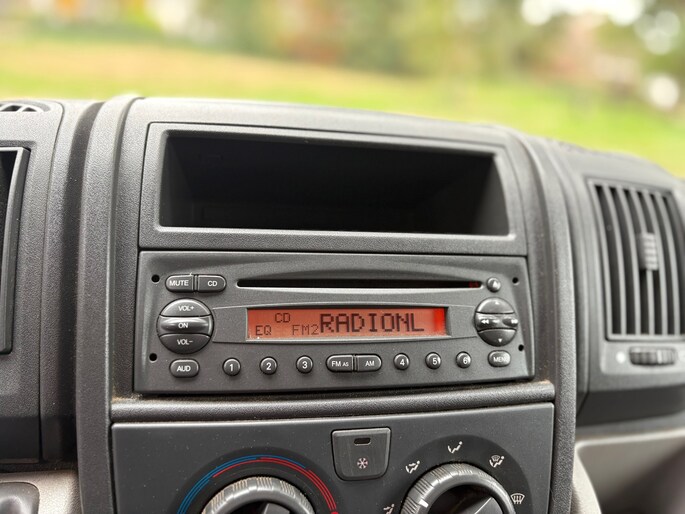 MUTE CD
VOL+
ON
VOL-
AUD
CD
EQ FM2 RADIONL
1 2 3 FM AS AM 4 5 6 MENU